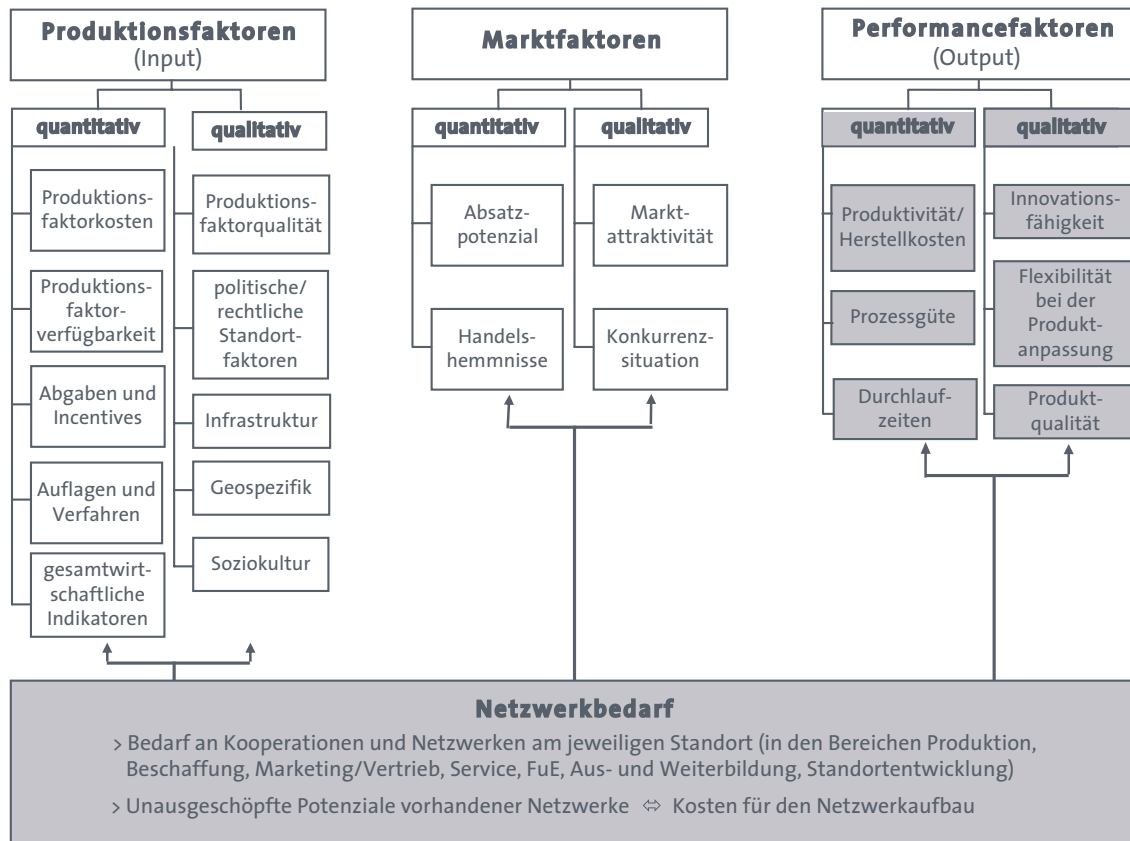 Produktionsfaktoren
(Input)
quantitativ
Produktions-
faktorkosten
Produktions-
faktor-
verfügbarkeit
Abgaben und
Incentives
Auflagen und
Verfahren
gesamtwirt-
schaftliche
Indikatoren
qualitativ
Produktions-
faktorqualität
politische/
rechtliche
Standort-
faktoren
Infrastruktur
Geospezifik
Soziokultur
Marktfaktoren
quantitativ
Absatz-
potenzial
Handels-
hemmnisse
qualitativ
Markt-
attraktivität
Konkurrenz-
situation
Performancefaktoren
(Output)
quantitativ
Produktivität/
Herstellkosten
Prozessgüte
Durchlauf-
zeiten
qualitativ
Innovations-
fähigkeit
Flexibilität
bei der
Produkt-
anpassung
Produkt-
qualität
Netzwerkbedarf
> Bedarf an Kooperationen und Netzwerken am jeweiligen Standort (in den Bereichen Produktion,
Beschaffung, Marketing/Vertrieb, Service, FuE, Aus- und Weiterbildung, Standortentwicklung)
> Unausgeschöpfte Potenziale vorhandener Netzwerke ⇔ Kosten für den Netzwerkaufbau